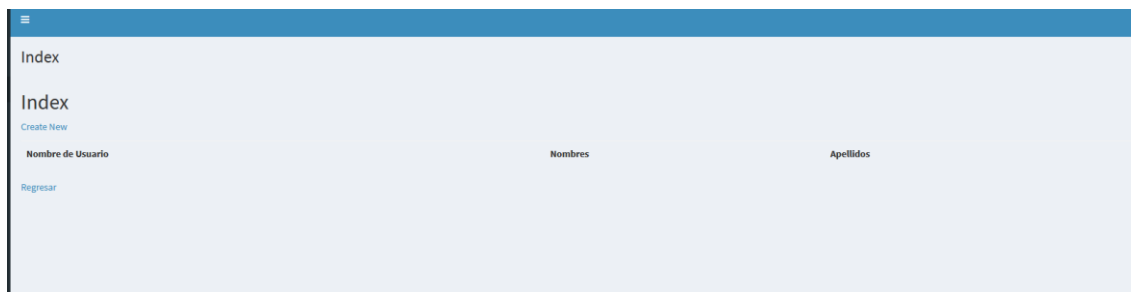 Index
Index
Create New
Nombre de Usuario Nombres Apellidos
Regresar